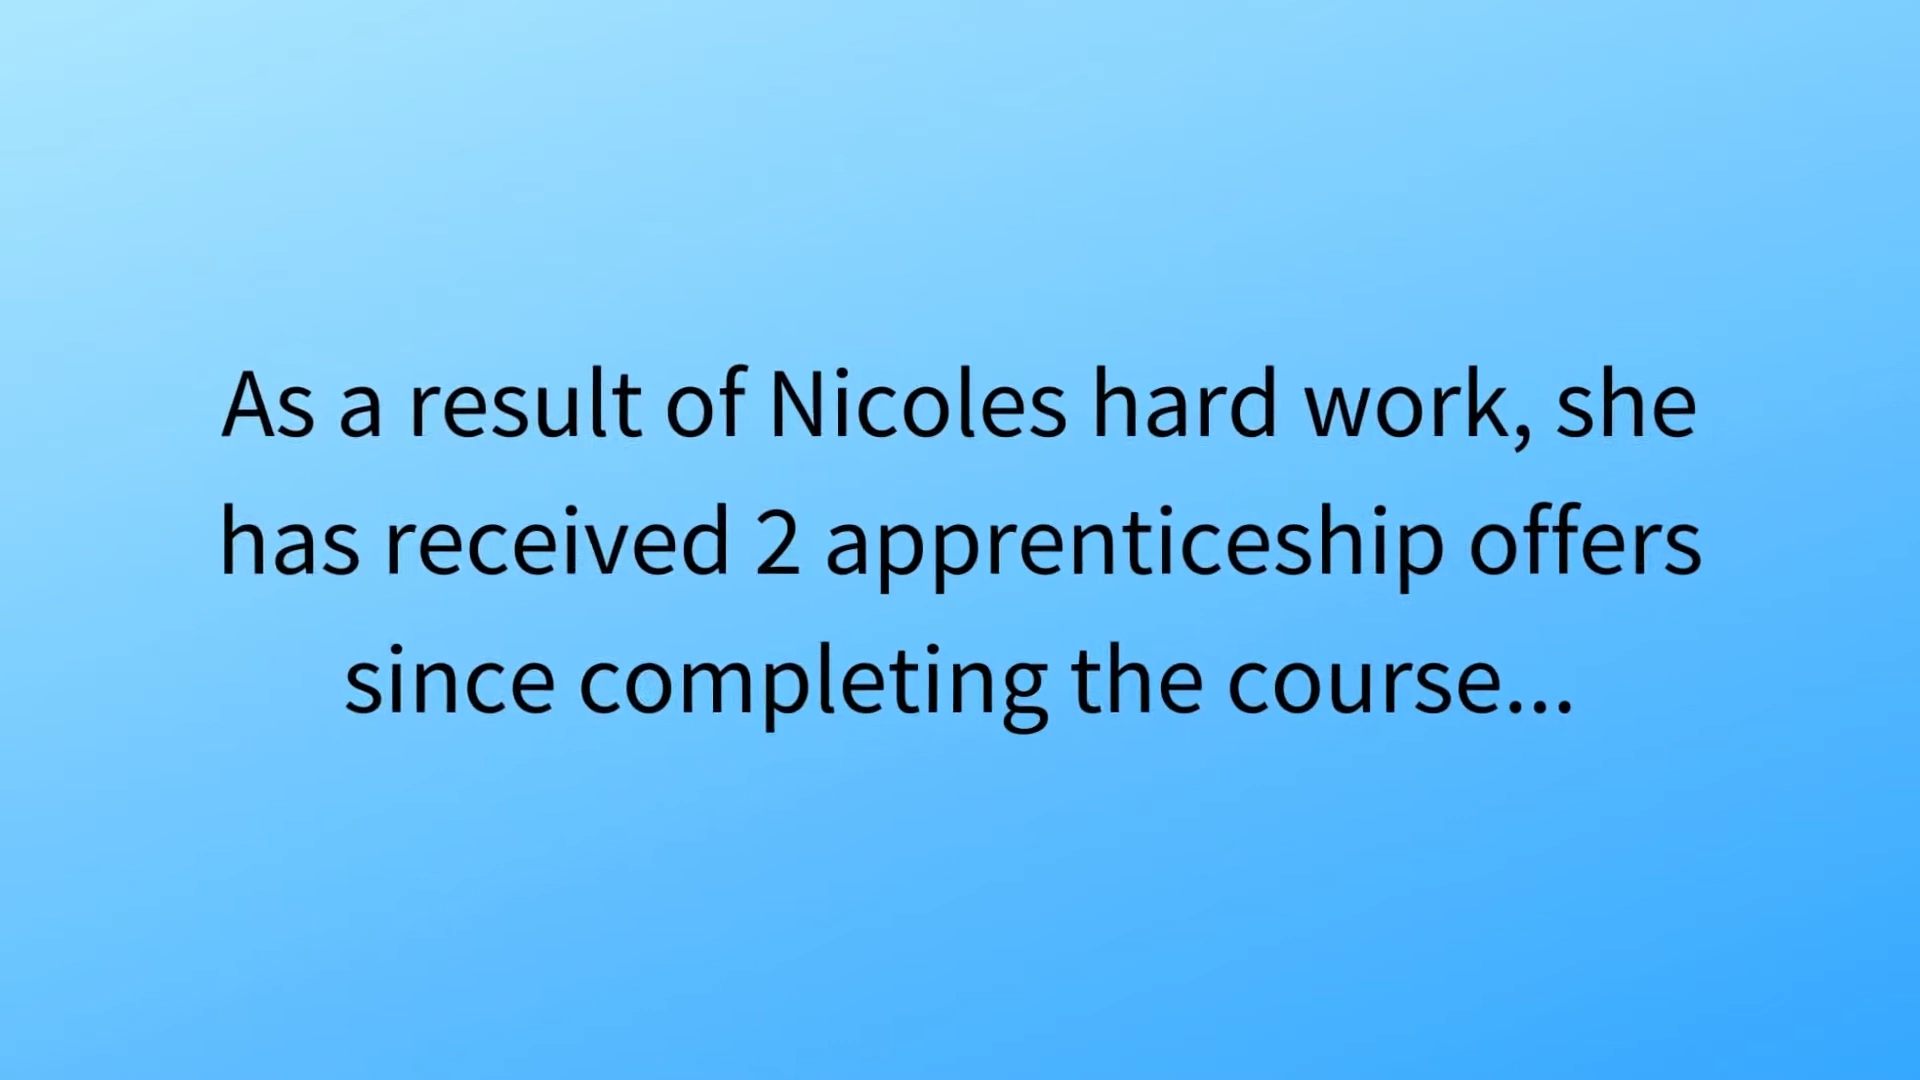 As a result of Nicoles hard work, she
has received 2 apprenticeship offers
since completing the course...